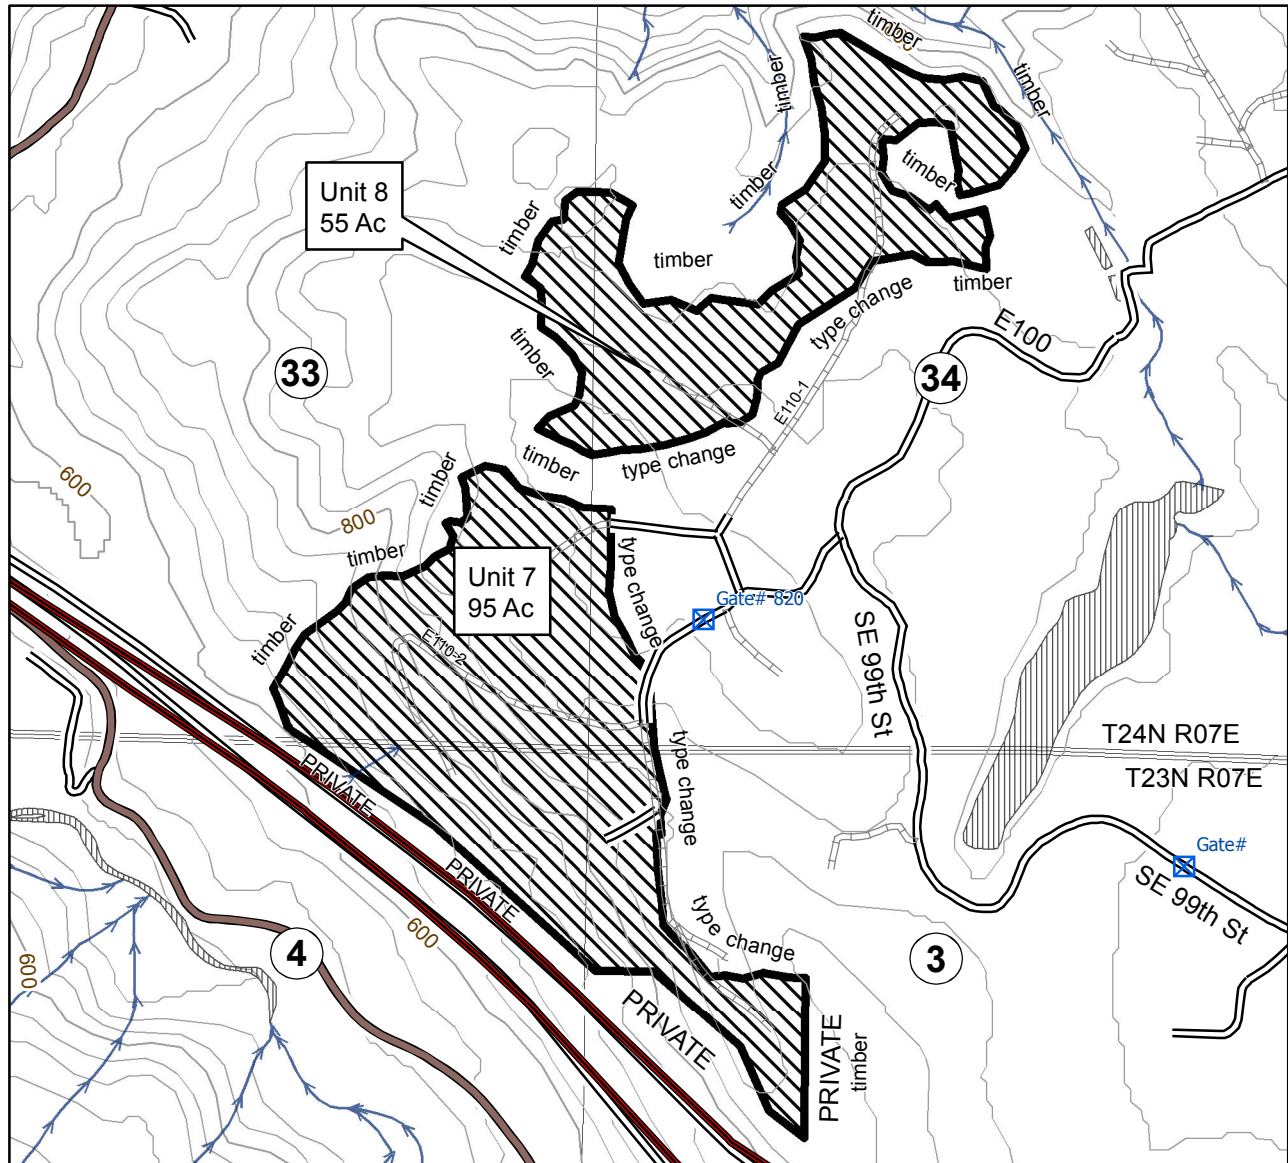 timber
600
timber
timber
timber
Unit 8
55 Ac
timber
timber
timber
timber
timber
type change
E100
timber
33
34
E110-1
timber
type change
timber
600
800
timber
Unit 7
95 Ac
type change
Gate# 820
timber
E110-2
SE 99th St
T24N R07E
type change
PRIVATE
T23N R07E
Gate#
PRIVATE
SE 99th St
600
type change
4
3
600
PRIVATE
PRIVATE
timber